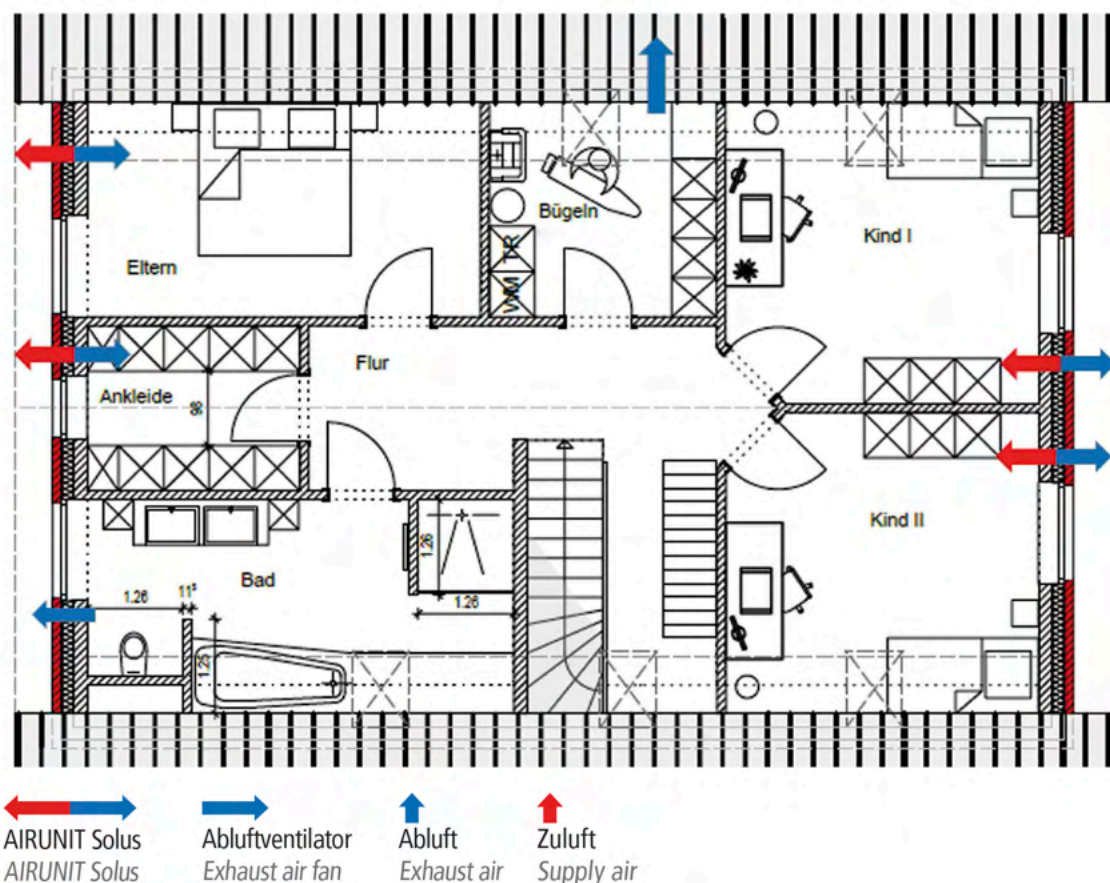 Bügeln
Kind I
Eltern
WM TR
Flur
Ankleide
96
Kind II
1.26
Bad
1.26
11⁵
1.26
1.25
AIRUNIT Solus
AIRUNIT Solus
Abluftventilator
Exhaust air fan
Abluft
Exhaust air
Zuluft
Supply air